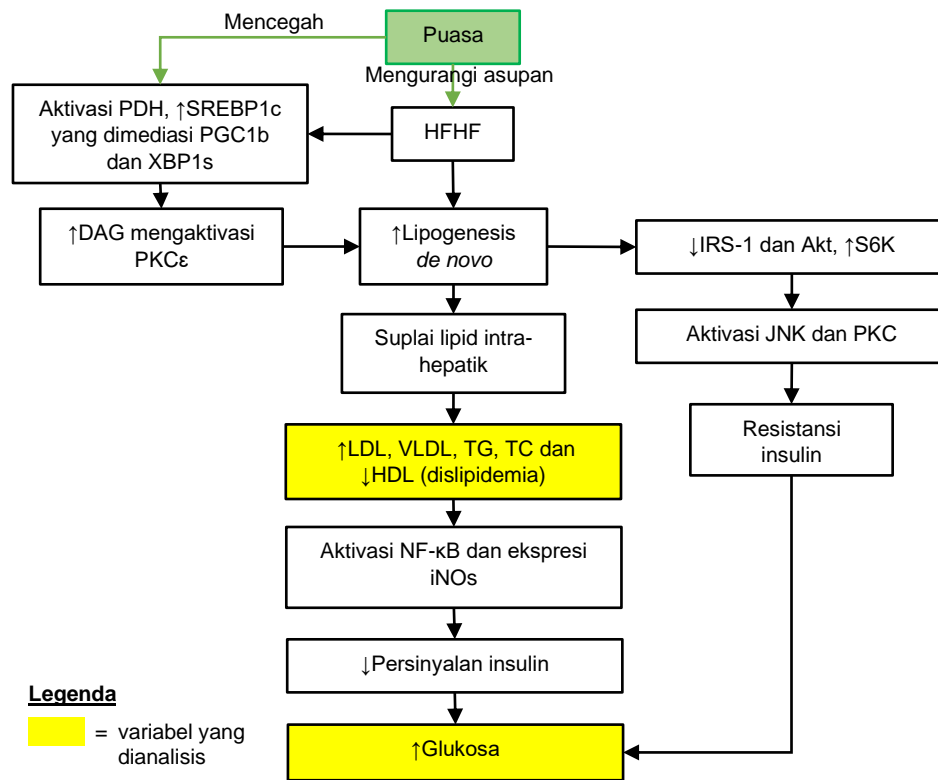 Mencegah
Puasa
Mengurangi asupan
Aktivasi PDH, ↑SREBP1c
yang dimediasi PGC1b
dan XBP1s
HFHF
↑DAG mengaktivasi
PKCε
↑Lipogenesis
de novo
↓IRS-1 dan Akt, ↑S6K
Suplai lipid intra-
hepatik
Aktivasi JNK dan PKC
↑LDL, VLDL, TG, TC dan
↓HDL (dislipidemia)
Resistansi
insulin
Aktivasi NF-κB dan ekspresi
iNOs
↓Persinyalan insulin
↑Glukosa
Legenda
= variabel yang
dianalisis